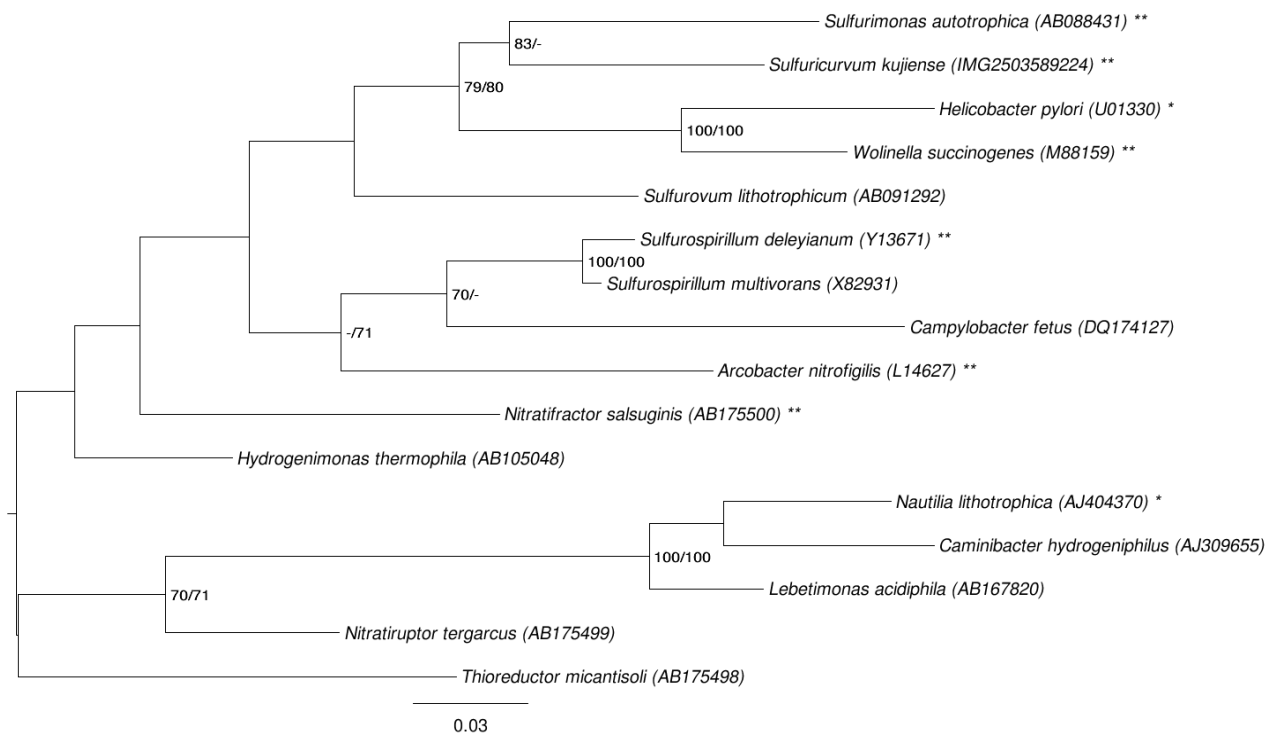 Sulfurimonas autotrophica (AB088431) **
83/-
Sulfuricurvum kujiense (IMG2503589224) **
79/80
Helicobacter pylori (U01330) *
100/100
Wolinella succinogenes (M88159) **
Sulfurovum lithotrophicum (AB091292)
Sulfurospirillum deleyianum (Y13671) **
100/100
Sulfurospirillum multivorans (X82931)
70/-
Campylobacter fetus (DQ174127)
-/71
Arcobacter nitrofigilis (L14627) **
Nitratifractor salsuginis (AB175500) **
Hydrogenimonas thermophila (AB105048)
Nautilia lithotrophica (AJ404370) *
Caminibacter hydrogeniphilus (AJ309655)
100/100
Lebetimonas acidiphila (AB167820)
70/71
Nitratiruptor tergarcus (AB175499)
Thioreductor micantisoli (AB175498)
0.03